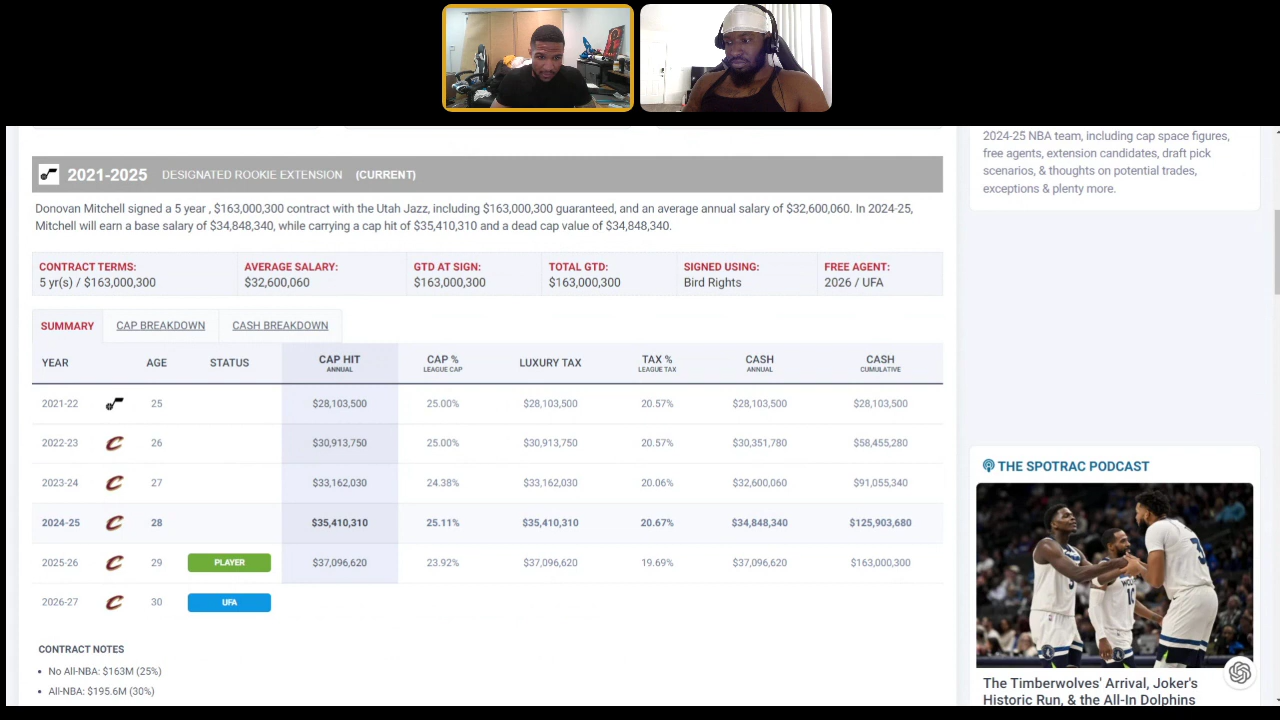 2024-25 NBA team, including cap space figures,
free agents, extension candidates, draft pick
scenarios, & thoughts on potential trades,
exceptions & plenty more.
2021-2025 DESIGNATED ROOKIE EXTENSION (CURRENT)
Donovan Mitchell signed a 5 year , $163,000,300 contract with the Utah Jazz, including $163,000,300 guaranteed, and an average annual salary of $32,600,060. In 2024-25,
Mitchell will earn a base salary of $34,848,340, while carrying a cap hit of $35,410,310 and a dead cap value of $34,848,340.
CONTRACT TERMS: AVERAGE SALARY: GTD AT SIGN: TOTAL GTD: SIGNED USING: FREE AGENT:
5 yr(s) / $163,000,300 $32,600,060 $163,000,300 $163,000,300 Bird Rights 2026 / UFA
SUMMARY CAP BREAKDOWN CASH BREAKDOWN
YEAR AGE STATUS CAP HIT CAP % LUXURY TAX TAX % CASH CASH
ANNUAL LEAGUE CAP LEAGUE TAX ANNUAL CUMULATIVE
2021-22 25 $28,103,500 25.00% $28,103,500 20.57% $28,103,500 $28,103,500
2022-23 26 $30,913,750 25.00% $30,913,750 20.57% $30,351,780 $58,455,280
2023-24 27 $33,162,030 24.38% $33,162,030 20.06% $32,600,060 $91,055,340
2024-25 28 $35,410,310 25.11% $35,410,310 20.67% $34,848,340 $125,903,680
2025-26 29 PLAYER $37,096,620 23.92% $37,096,620 19.69% $37,096,620 $163,000,300
2026-27 30 UFA
CONTRACT NOTES
• No All-NBA: $163M (25%)
• All-NBA: $195.6M (30%)
THE SPOTRAC PODCAST
The Timberwolves' Arrival, Joker's
Historic Run, & the All-In Dolphins